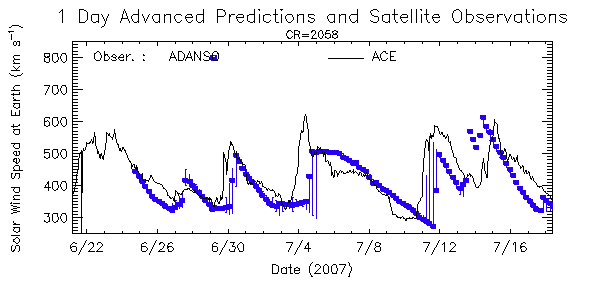 1 Day Advanced Predictions and Satellite Observations
CR=2058
Obser. : ADANSO ACE
Solar Wind Speed at Earth (km s⁻¹)
800
700
600
500
400
300
6/22 6/26 6/30 7/4 7/8 7/12 7/16
Date (2007)